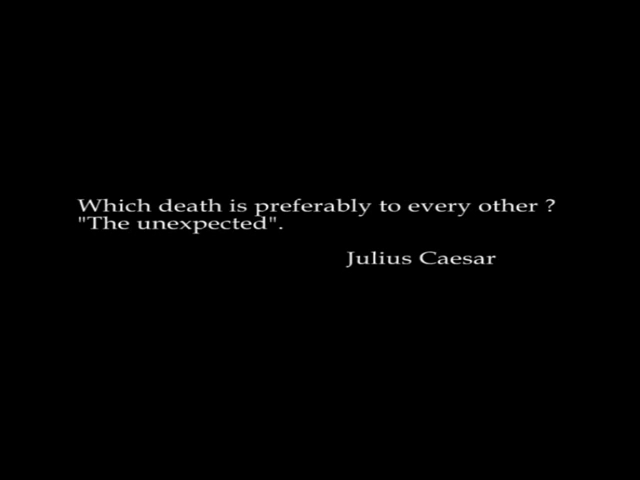 Which death is preferably to every other ?
"The unexpected".
Julius Caesar